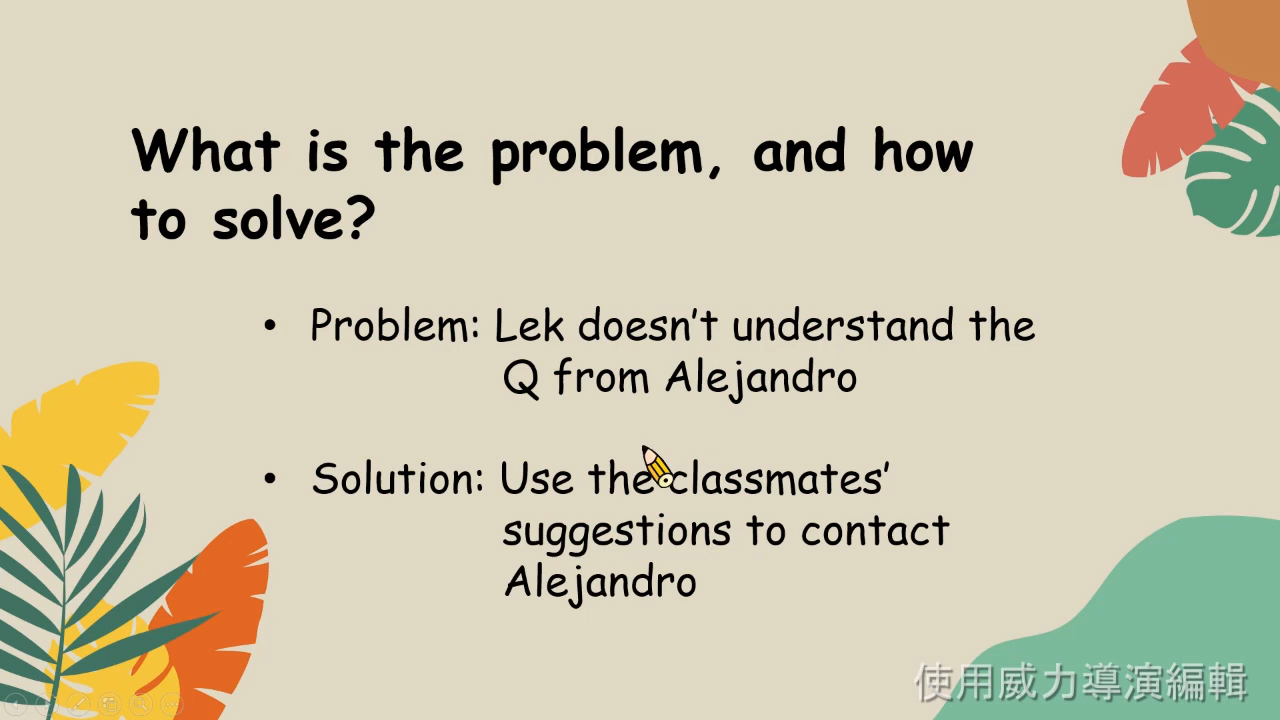 What is the problem, and how
to solve?
• Problem: Lek doesn’t understand the
Q from Alejandro
• Solution: Use the classmates’
suggestions to contact
Alejandro
使用威力導演編輯